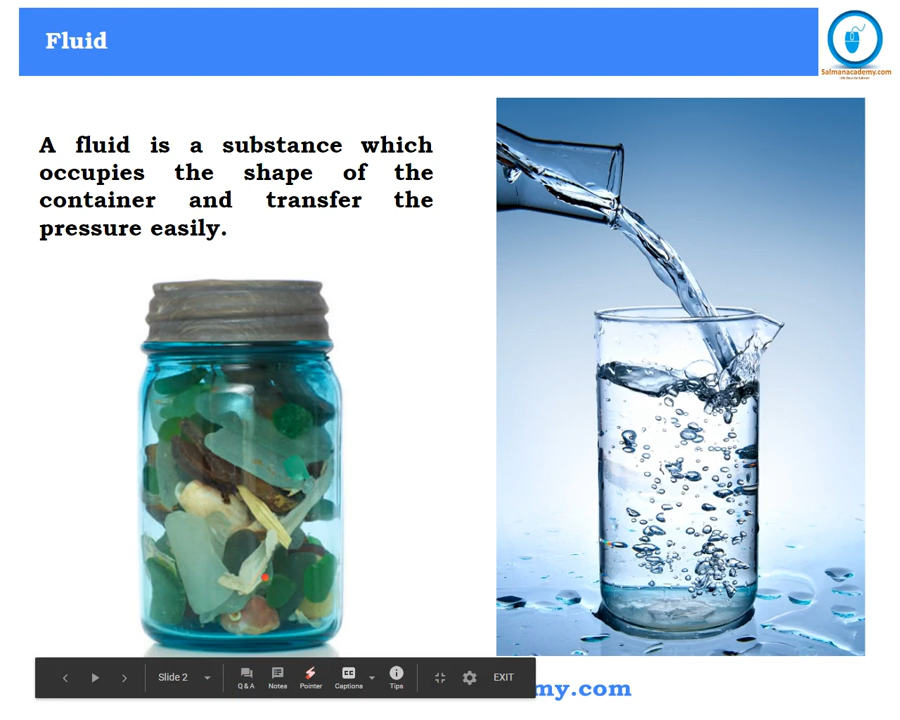 Fluid
Salmanacademy.com
A fluid is a substance which
occupies the shape of the
container and transfer the
pressure easily.
Slide 2
Q & A
Notes
Pointer
CC
Captions
Tips
EXIT
my.com